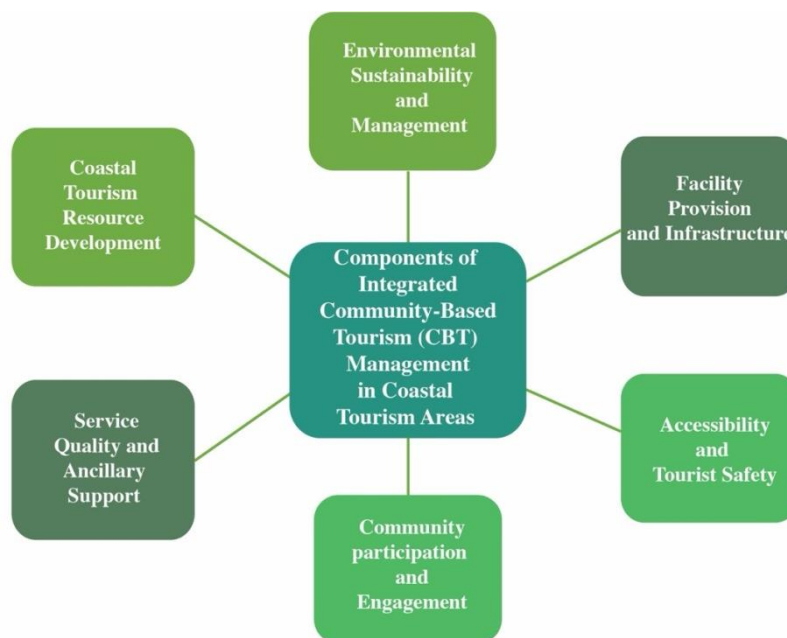 Environmental
Sustainability
and
Management
Coastal
Tourism
Resource
Development
Facility
Provision
and Infrastructure
Components of
Integrated
Community-Based
Tourism (CBT)
Management
in Coastal
Tourism Areas
Service
Quality and
Ancillary
Support
Accessibility
and
Tourist Safety
Community
participation
and
Engagement